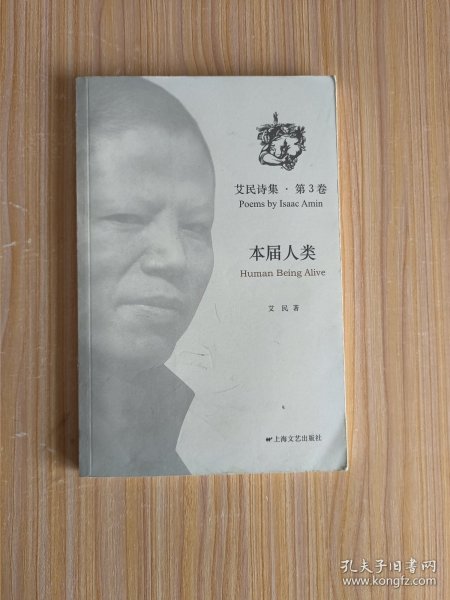 艾民诗集 · 第3卷
Poems by Isaac Amin
本届人类
Human Being Alive
艾 民 著
上海文艺出版社
孔夫子旧书网
www.kongfz.com